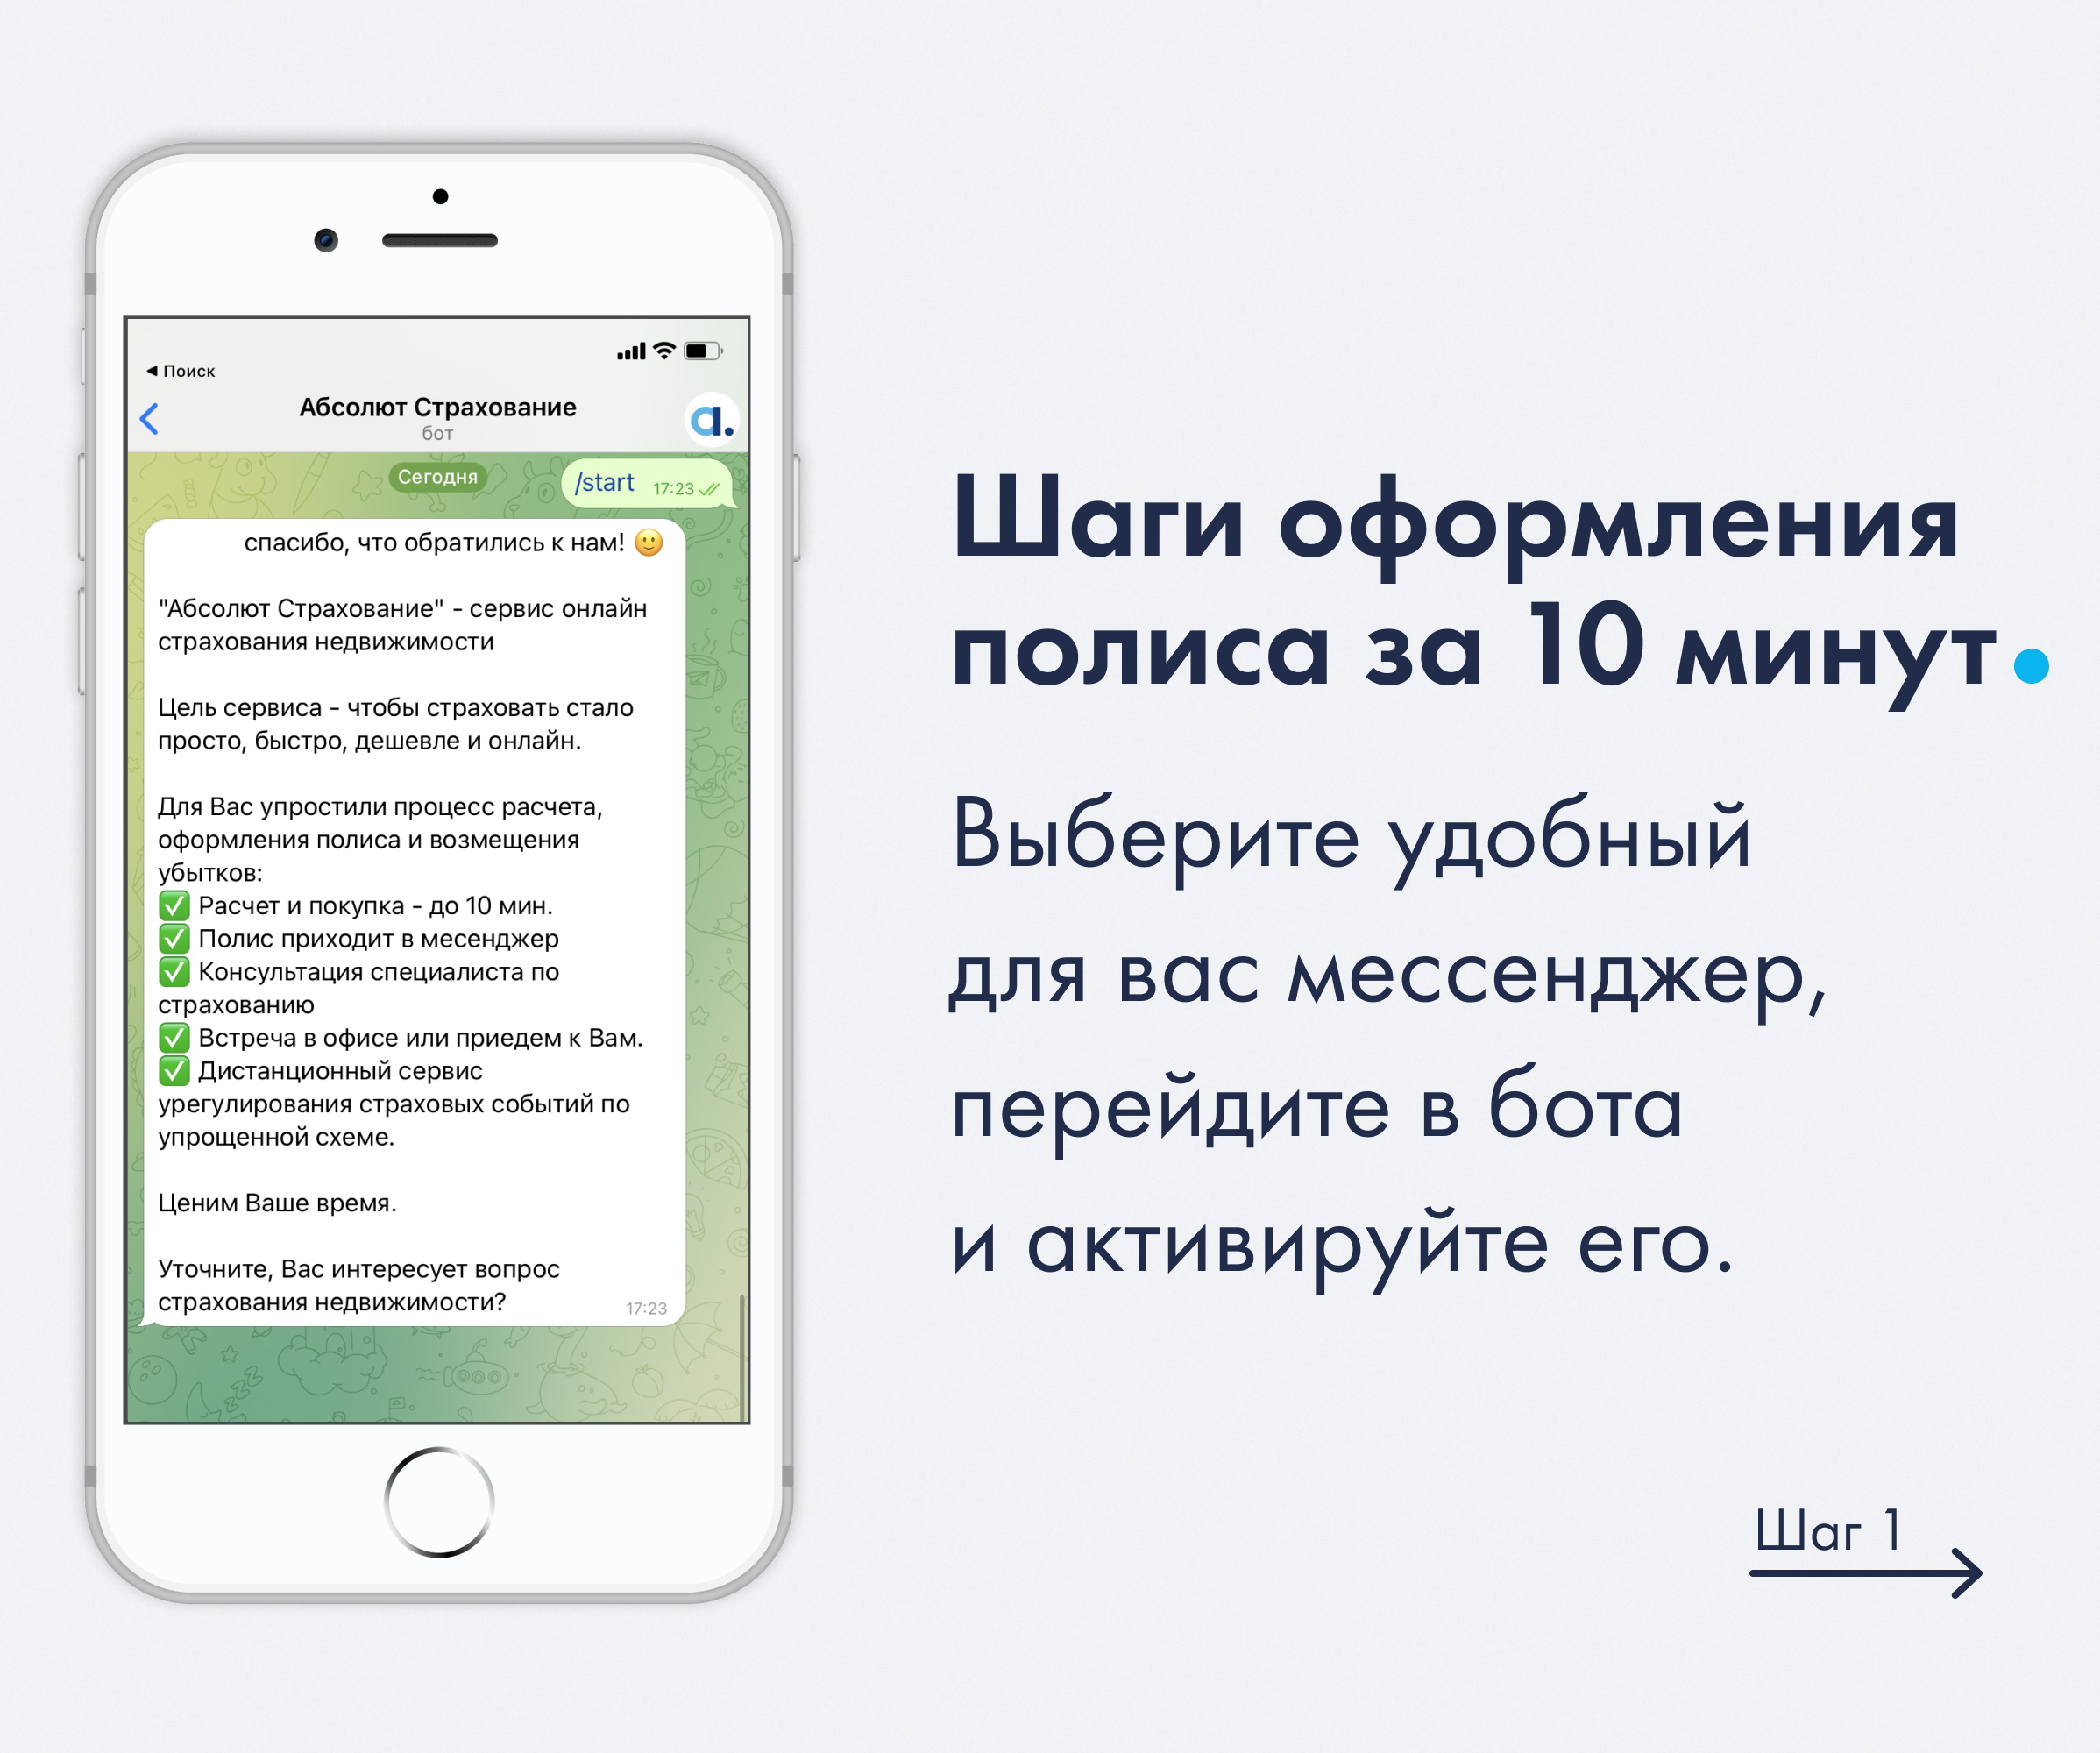 Поиск
Абсолют Страхование
бот
a.
Сегодня
/start 17:23
спасибо, что обратились к нам!
"Абсолют Страхование" - сервис онлайн
страхования недвижимости
Цель сервиса - чтобы страховать стало
просто, быстро, дешевле и онлайн.
Для Вас упростили процесс расчета,
оформления полиса и возмещения
убытков:
✅ Расчет и покупка - до 10 мин.
✅ Полис приходит в месенджер
✅ Консультация специалиста по
страхованию
✅ Встреча в офисе или приедем к Вам.
✅ Дистанционный сервис
урегулирования страховых событий по
упрощенной схеме.
Ценим Ваше время.
Уточните, Вас интересует вопрос
страхования недвижимости?
17:23
Шаги оформления
полиса за 10 минут.
Выберите удобный
для вас мессенджер,
перейдите в бота
и активируйте его.
Шаг 1